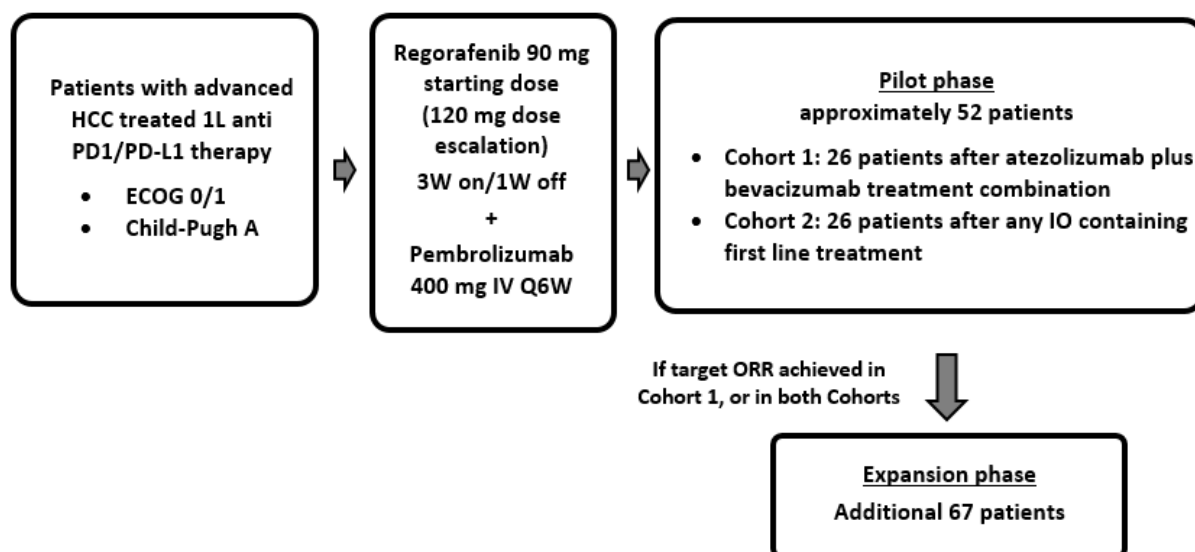 Patients with advanced
HCC treated 1L anti
PD1/PD-L1 therapy
• ECOG 0/1
• Child-Pugh A
Regorafenib 90 mg
starting dose
(120 mg dose
escalation)
3W on/1W off
+
Pembrolizumab
400 mg IV Q6W
Pilot phase
approximately 52 patients
• Cohort 1: 26 patients after atezolizumab plus
bevacizumab treatment combination
• Cohort 2: 26 patients after any IO containing
first line treatment
If target ORR achieved in
Cohort 1, or in both Cohorts
Expansion phase
Additional 67 patients